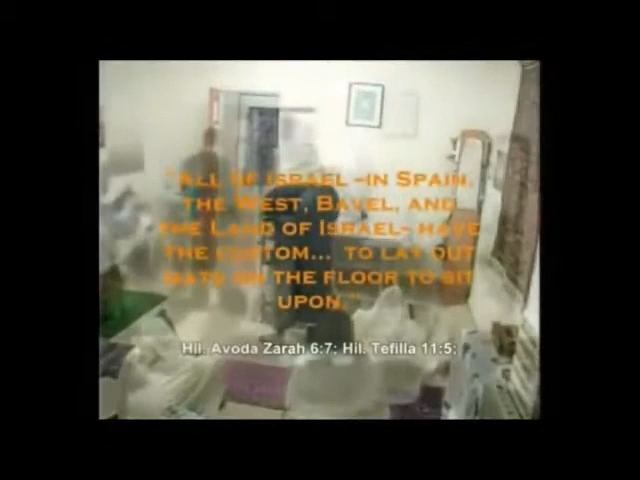 "All of Israel -in Spain,
the West, Bavel, and
the Land of Israel- have
the custom... to lay out
mats on the floor to sit
upon."
Hil. Avoda Zarah 6:7; Hil. Tefilla 11:5;